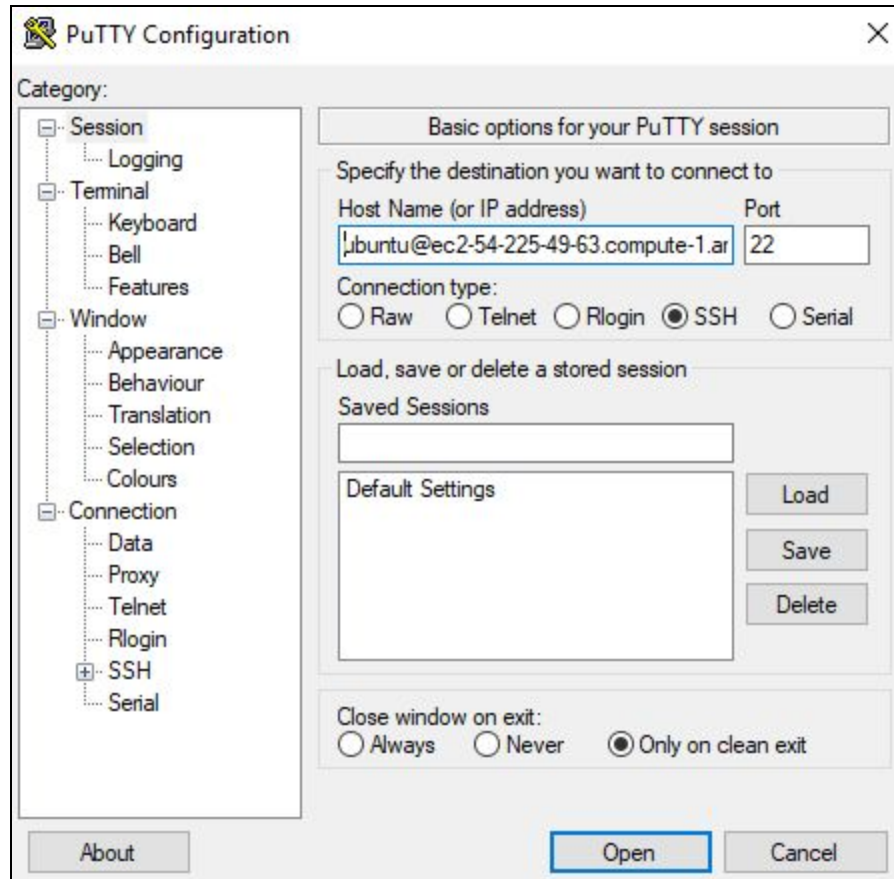 PuTTY Configuration
Category:
Session
Logging
Terminal
Keyboard
Bell
Features
Window
Appearance
Behaviour
Translation
Selection
Colours
Connection
Data
Proxy
Telnet
Rlogin
SSH
Serial
Basic options for your PuTTY session
Specify the destination you want to connect to
Host Name (or IP address) Port
ubuntu@ec2-54-225-49-63.compute-1.am 22
Connection type:
Raw Telnet Rlogin SSH Serial
Load, save or delete a stored session
Saved Sessions
Default Settings
Load
Save
Delete
Close window on exit:
Always Never Only on clean exit
About Open Cancel